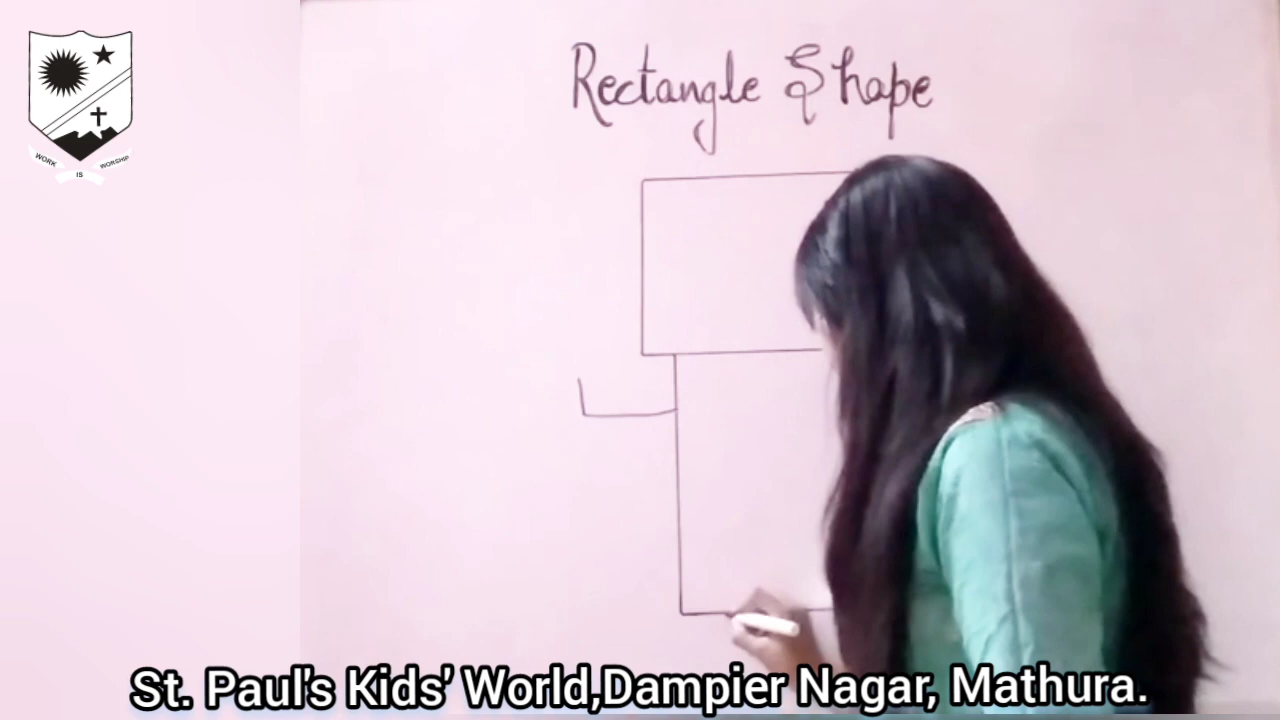 Rectangle Shape
WORK IS WORSHIP
St. Paul's Kids' World,Dampier Nagar, Mathura.